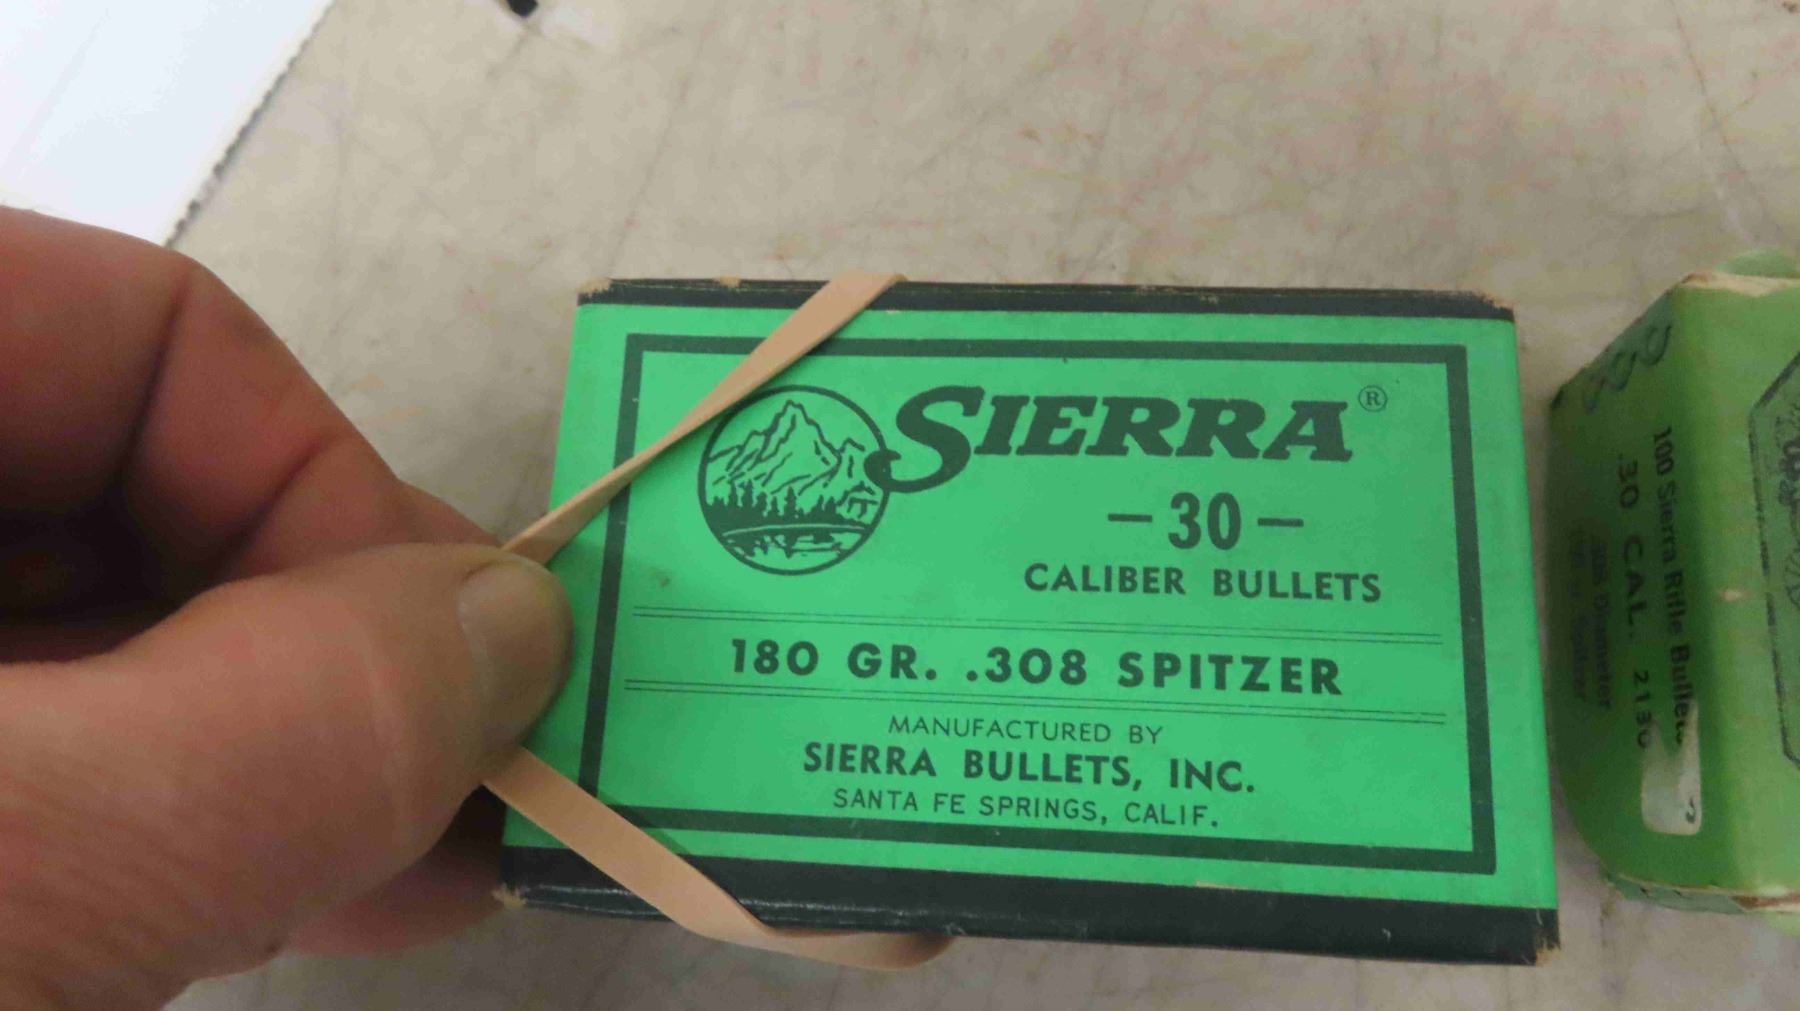 SIERRA®
-30-
CALIBER BULLETS
180 GR. .308 SPITZER
MANUFACTURED BY
SIERRA BULLETS, INC.
SANTA FE SPRINGS, CALIF.
100 Sierra Rifle Bullets
.30 CAL.
Diameter